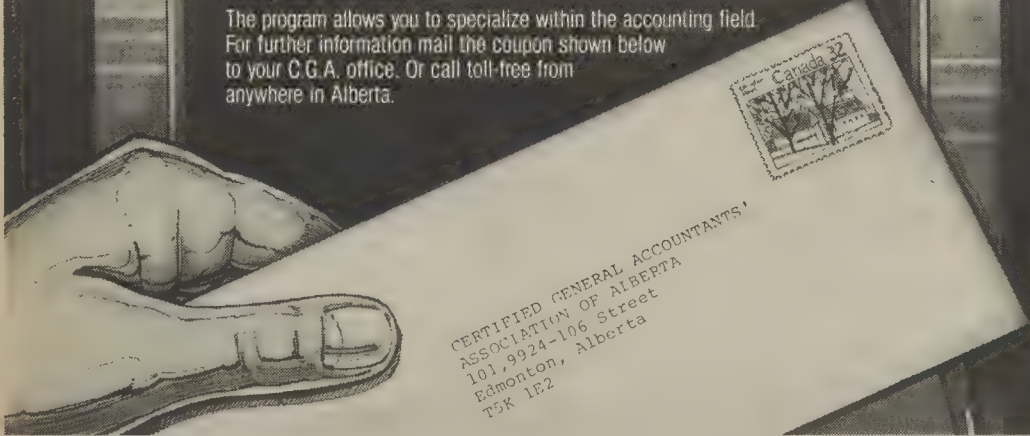 The program allows you to specialize within the accounting field.
For further information mail the coupon shown below
to your C.G.A. office. Or call toll-free from
anywhere in Alberta.
Canada 32
CERTIFIED GENERAL ACCOUNTANTS'
ASSOCIATION OF ALBERTA
101,9924-106 Street
Edmonton, Alberta
T5K 1E2